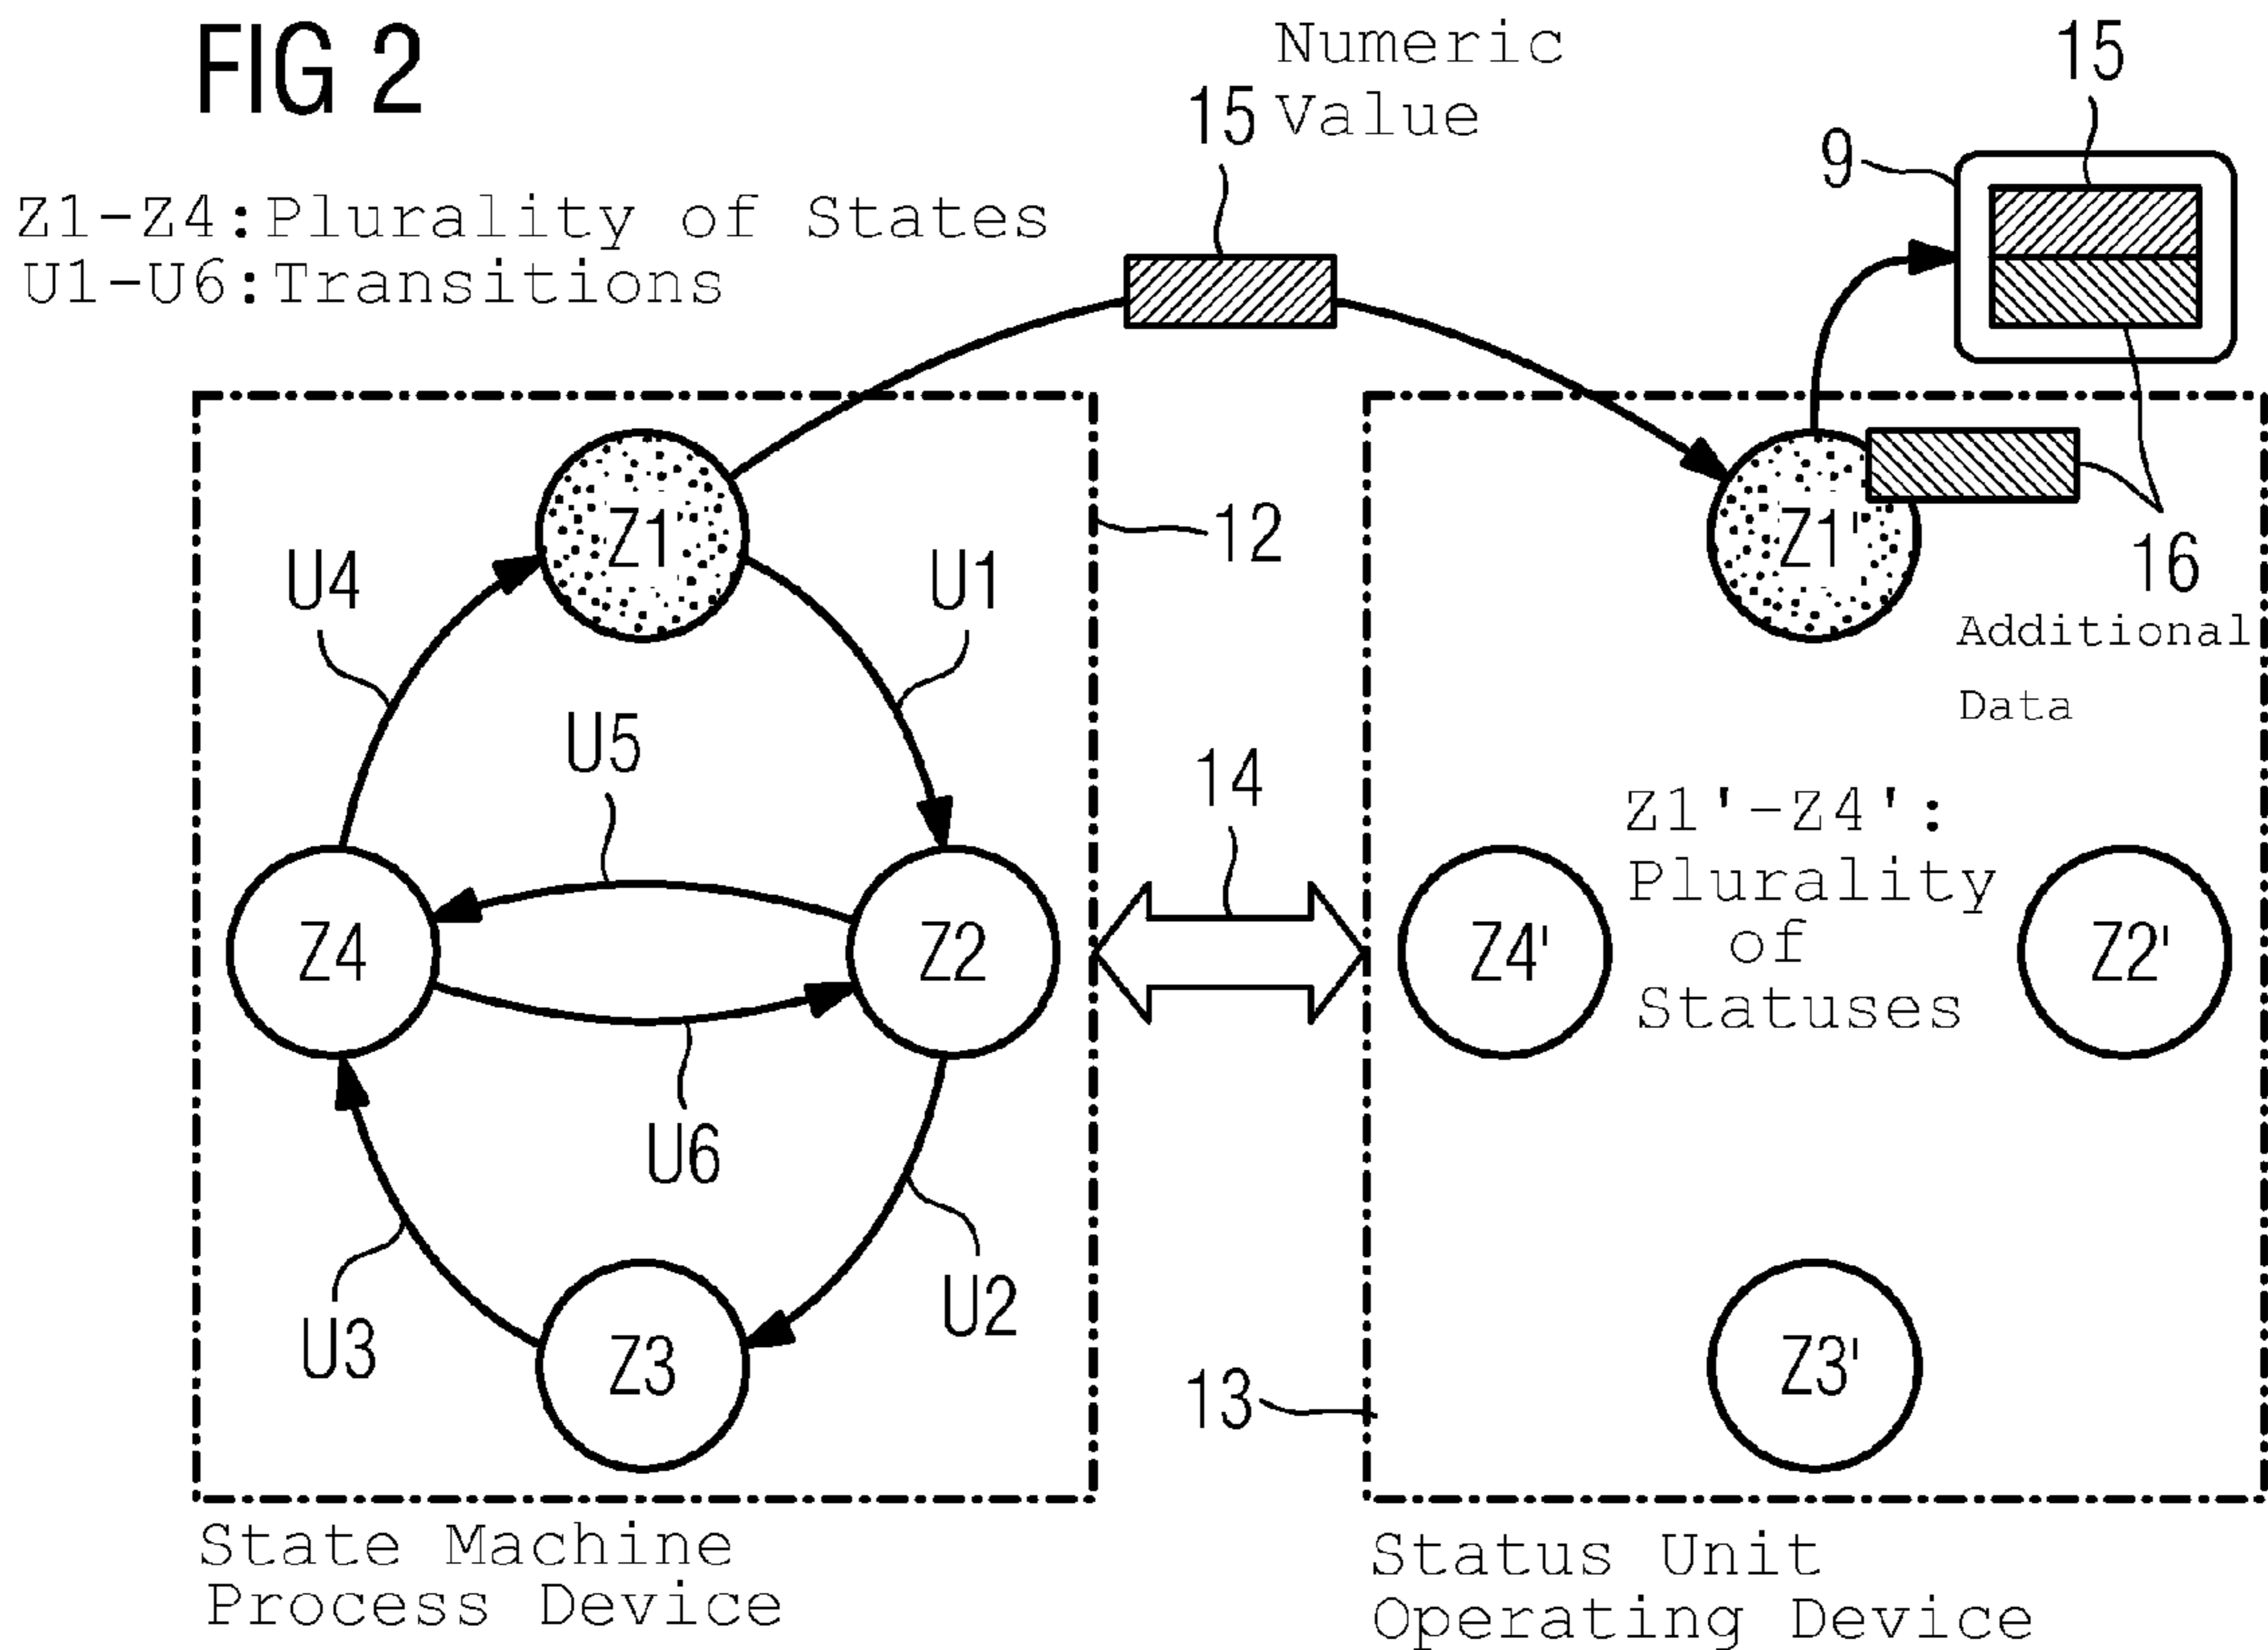 FIG 2
Numeric
Value
15
15
9
Z1-Z4:Plurality of States
U1-U6:Transitions
Z1
12
Z1'
16
Additional
Data
U4
U1
U5
14
Z1'-Z4':
Plurality
of
Statuses
Z4
Z2
Z4'
Z2'
U6
U2
U3
Z3
13
Z3'
State Machine
Process Device
Status Unit
Operating Device